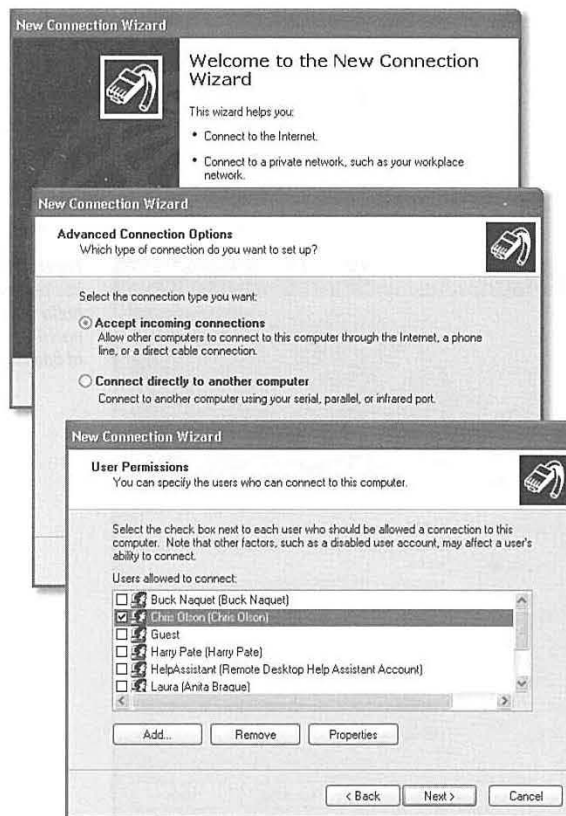 New Connection Wizard
Welcome to the New Connection
Wizard
This wizard helps you:
• Connect to the Internet.
• Connect to a private network, such as your workplace
network.
New Connection Wizard
Advanced Connection Options
Which type of connection do you want to set up?
Select the connection type you want:
Accept incoming connections
Allow other computers to connect to this computer through the Internet, a phone
line, or a direct cable connection.
Connect directly to another computer
Connect to another computer using your serial, parallel, or infrared port.
New Connection Wizard
User Permissions
You can specify the users who can connect to this computer.
Select the check box next to each user who should be allowed a connection to this
computer. Note that other factors, such as a disabled user account, may affect a user's
ability to connect.
Users allowed to connect:
Buck Naquet (Buck Naquet)
Chris Olson (Chris Olson)
Guest
Harry Pate (Harry Pate)
HelpAssistant (Remote Desktop Help Assistant Account)
Laura (Anita Braque)
Add...
Remove
Properties
< Back
Next >
Cancel